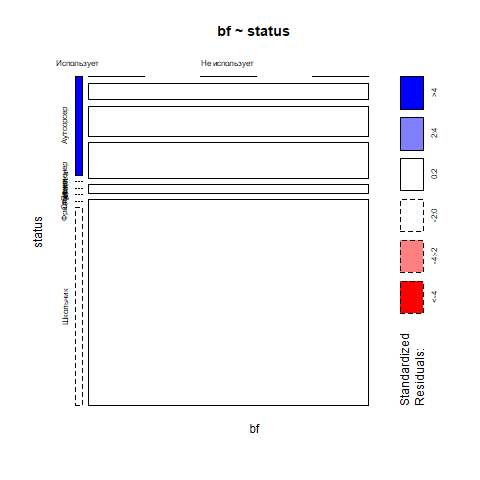 bf ~ status
Использует
Не использует
Аутсорсер
Школьник
status
bf
>4
2:4
0:2
-2:0
-4:-2
<-4
Standardized
Residuals: